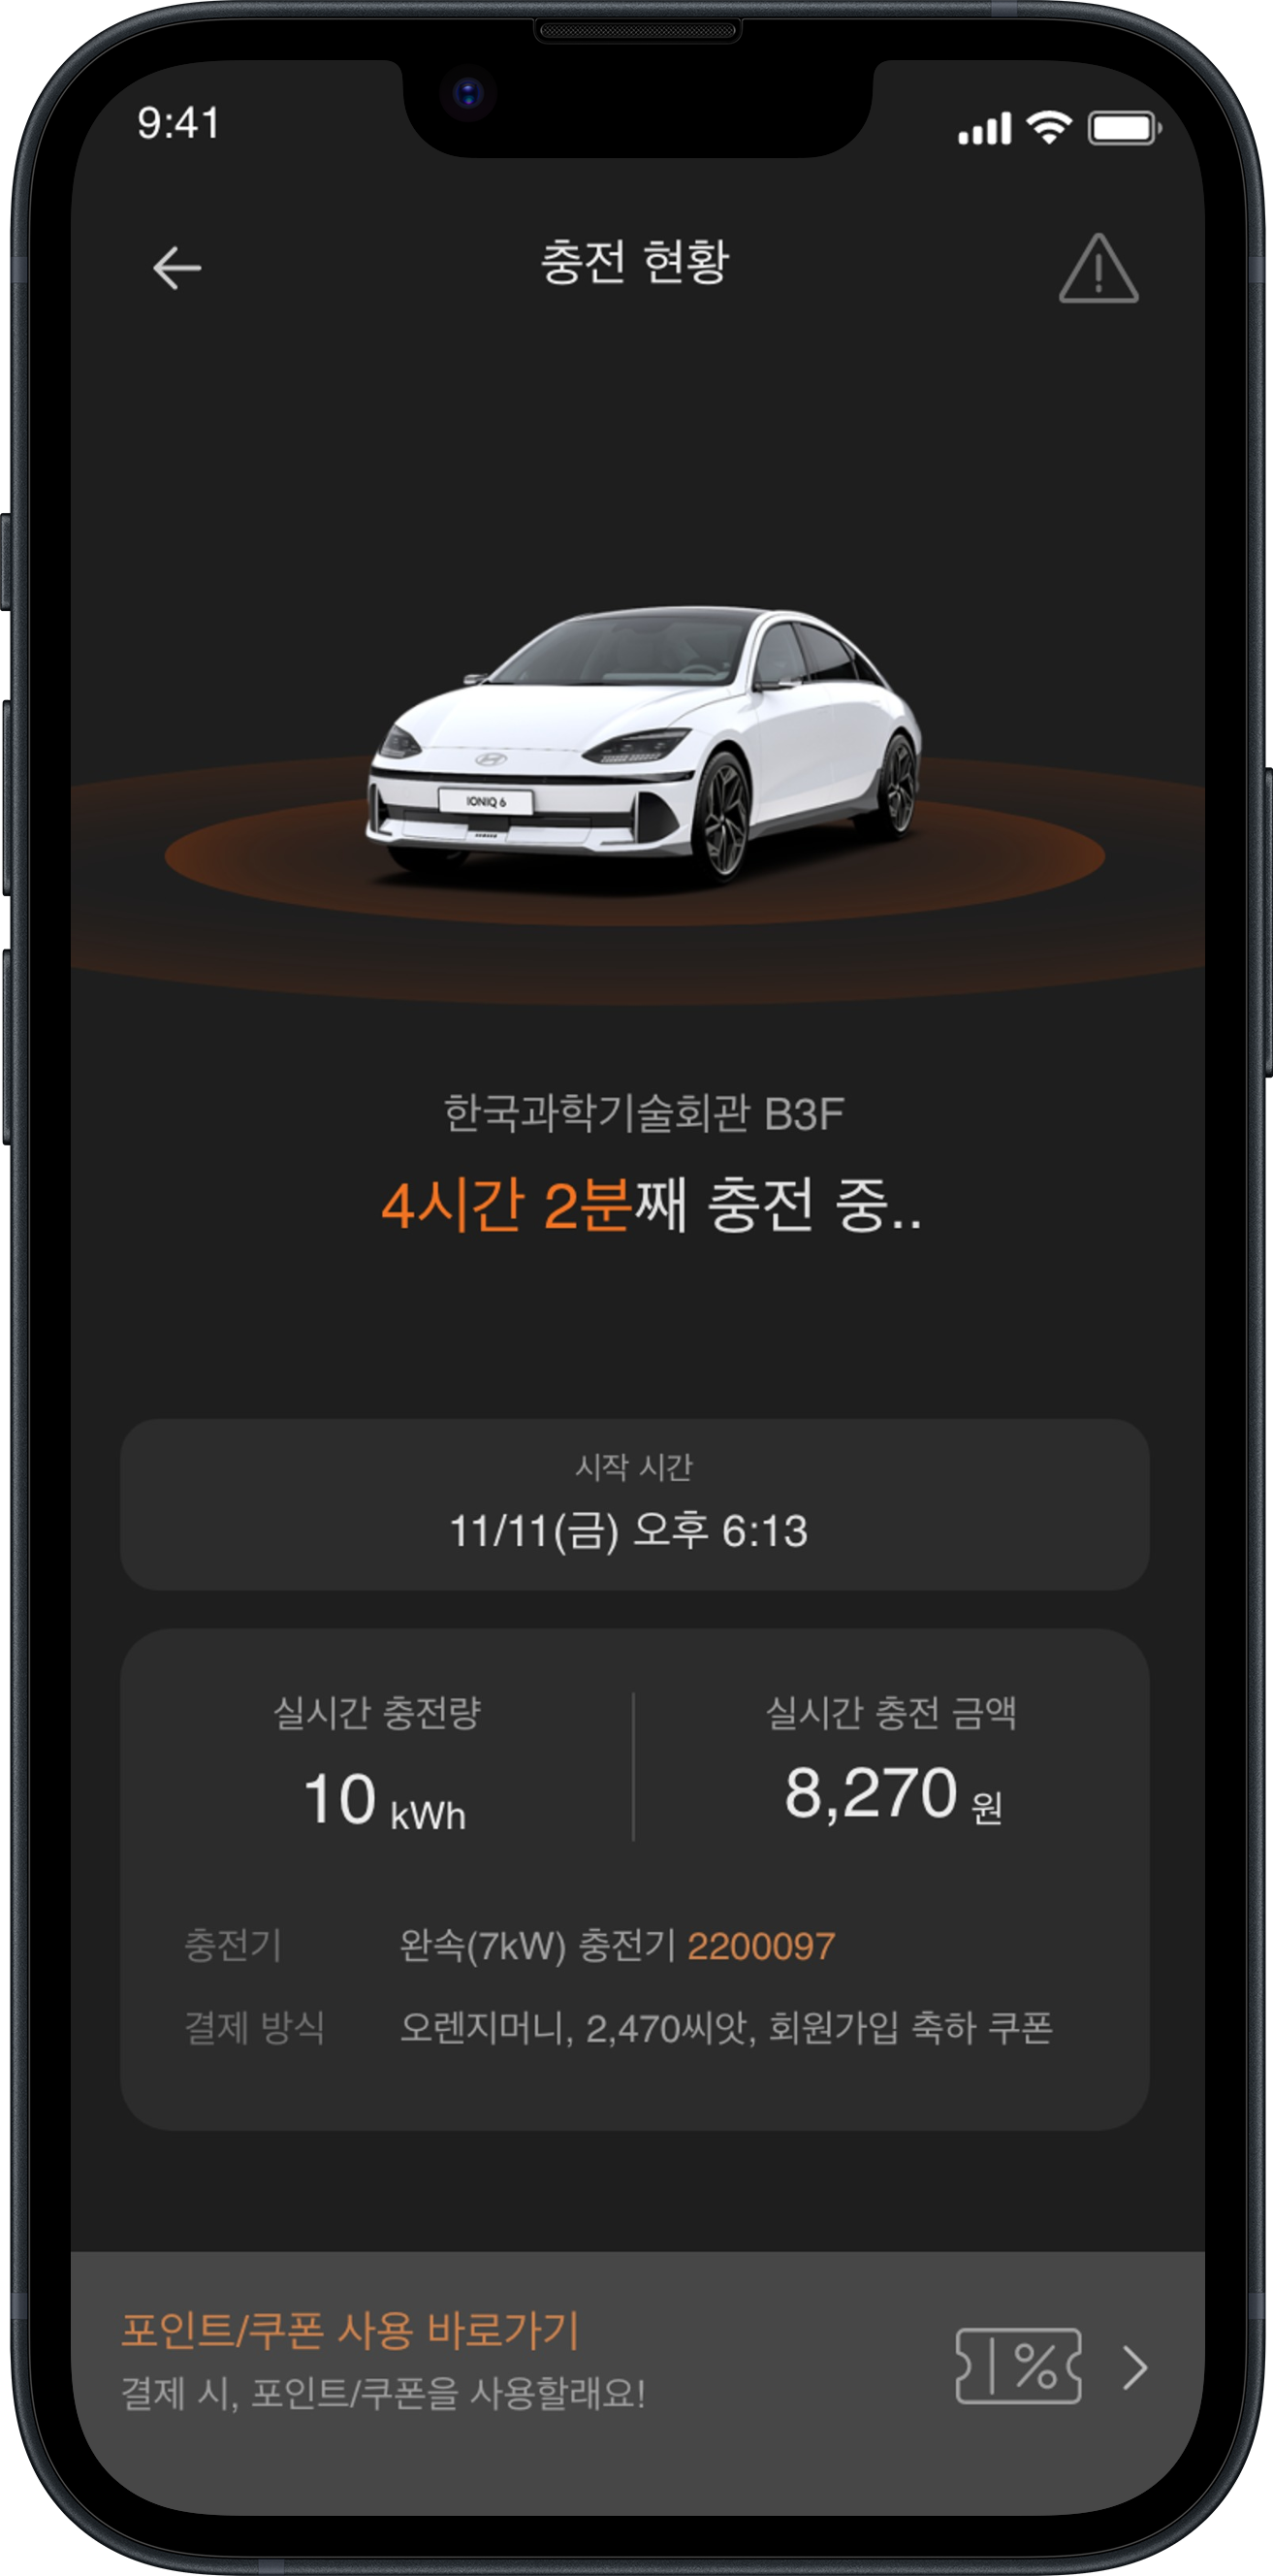 9:41
충전 현황
IONIQ 6
한국과학기술회관 B3F
4시간 2분째 충전 중..
시작 시간
11/11(금) 오후 6:13
실시간 충전량
실시간 충전 금액
10 kWh
8,270 원
충전기 완속(7kW) 충전기 2200097
결제 방식 오렌지머니, 2,470씨앗, 회원가입 축하 쿠폰
포인트/쿠폰 사용 바로가기
결제 시, 포인트/쿠폰을 사용할래요!